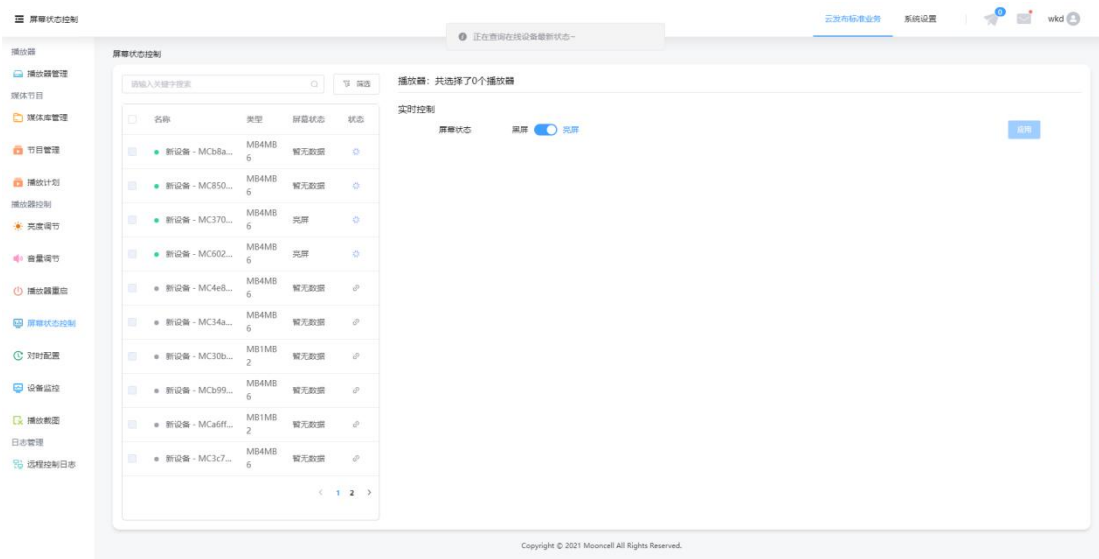 屏幕状态控制
正在查询在线设备最新状态~
云发布标准业务
系统设置
0
wkd
播放器
播放器管理
媒体节目
媒体库管理
节目管理
播放计划
播放器控制
亮度调节
音量调节
播放器重启
屏幕状态控制
对时配置
设备监控
播放截图
日志管理
远程控制日志
屏幕状态控制
请输入关键字搜索
筛选
名称 类型 屏幕状态 状态
新设备 - MCb8a... MB4MB6 暂无数据
新设备 - MC850... MB4MB6 暂无数据
新设备 - MC370... MB4MB6 亮屏
新设备 - MC602... MB4MB6 亮屏
新设备 - MC4e8... MB4MB6 暂无数据
新设备 - MC34a... MB4MB6 暂无数据
新设备 - MC30b... MB1MB2 暂无数据
新设备 - MCb99... MB4MB6 暂无数据
新设备 - MCa6ff... MB1MB2 暂无数据
新设备 - MC3c7... MB4MB6 暂无数据
< 1 2 >
播放器：共选择了0个播放器
实时控制
屏幕状态 黑屏 亮屏
应用
Copyright © 2021 Mooncell All Rights Reserved.